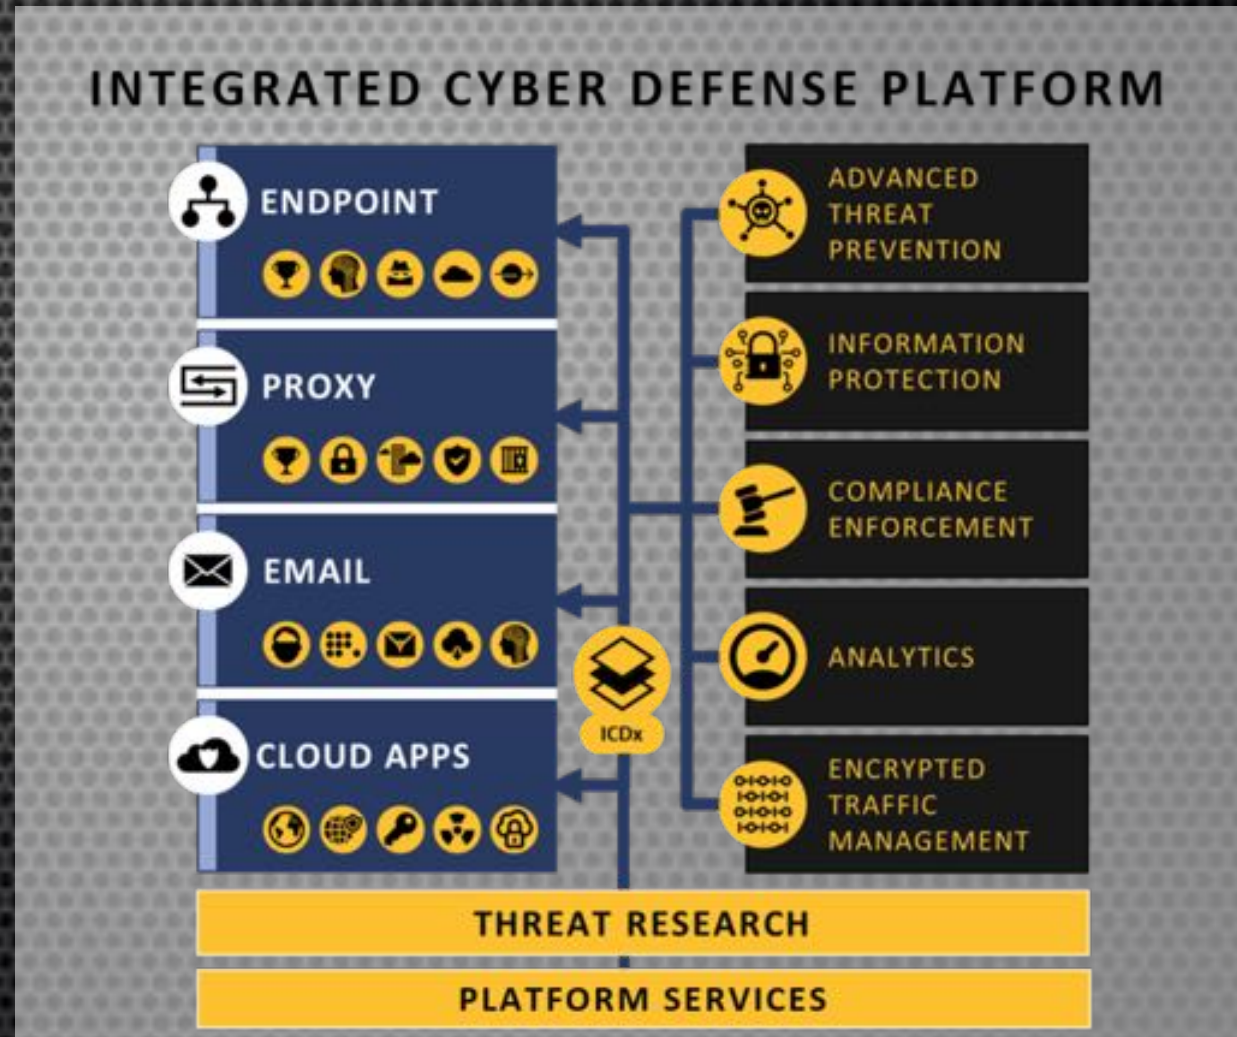 INTEGRATED CYBER DEFENSE PLATFORM
ENDPOINT
PROXY
EMAIL
CLOUD APPS
ICDx
ADVANCED
THREAT
PREVENTION
INFORMATION
PROTECTION
COMPLIANCE
ENFORCEMENT
ANALYTICS
ENCRYPTED
TRAFFIC
MANAGEMENT
THREAT RESEARCH
PLATFORM SERVICES